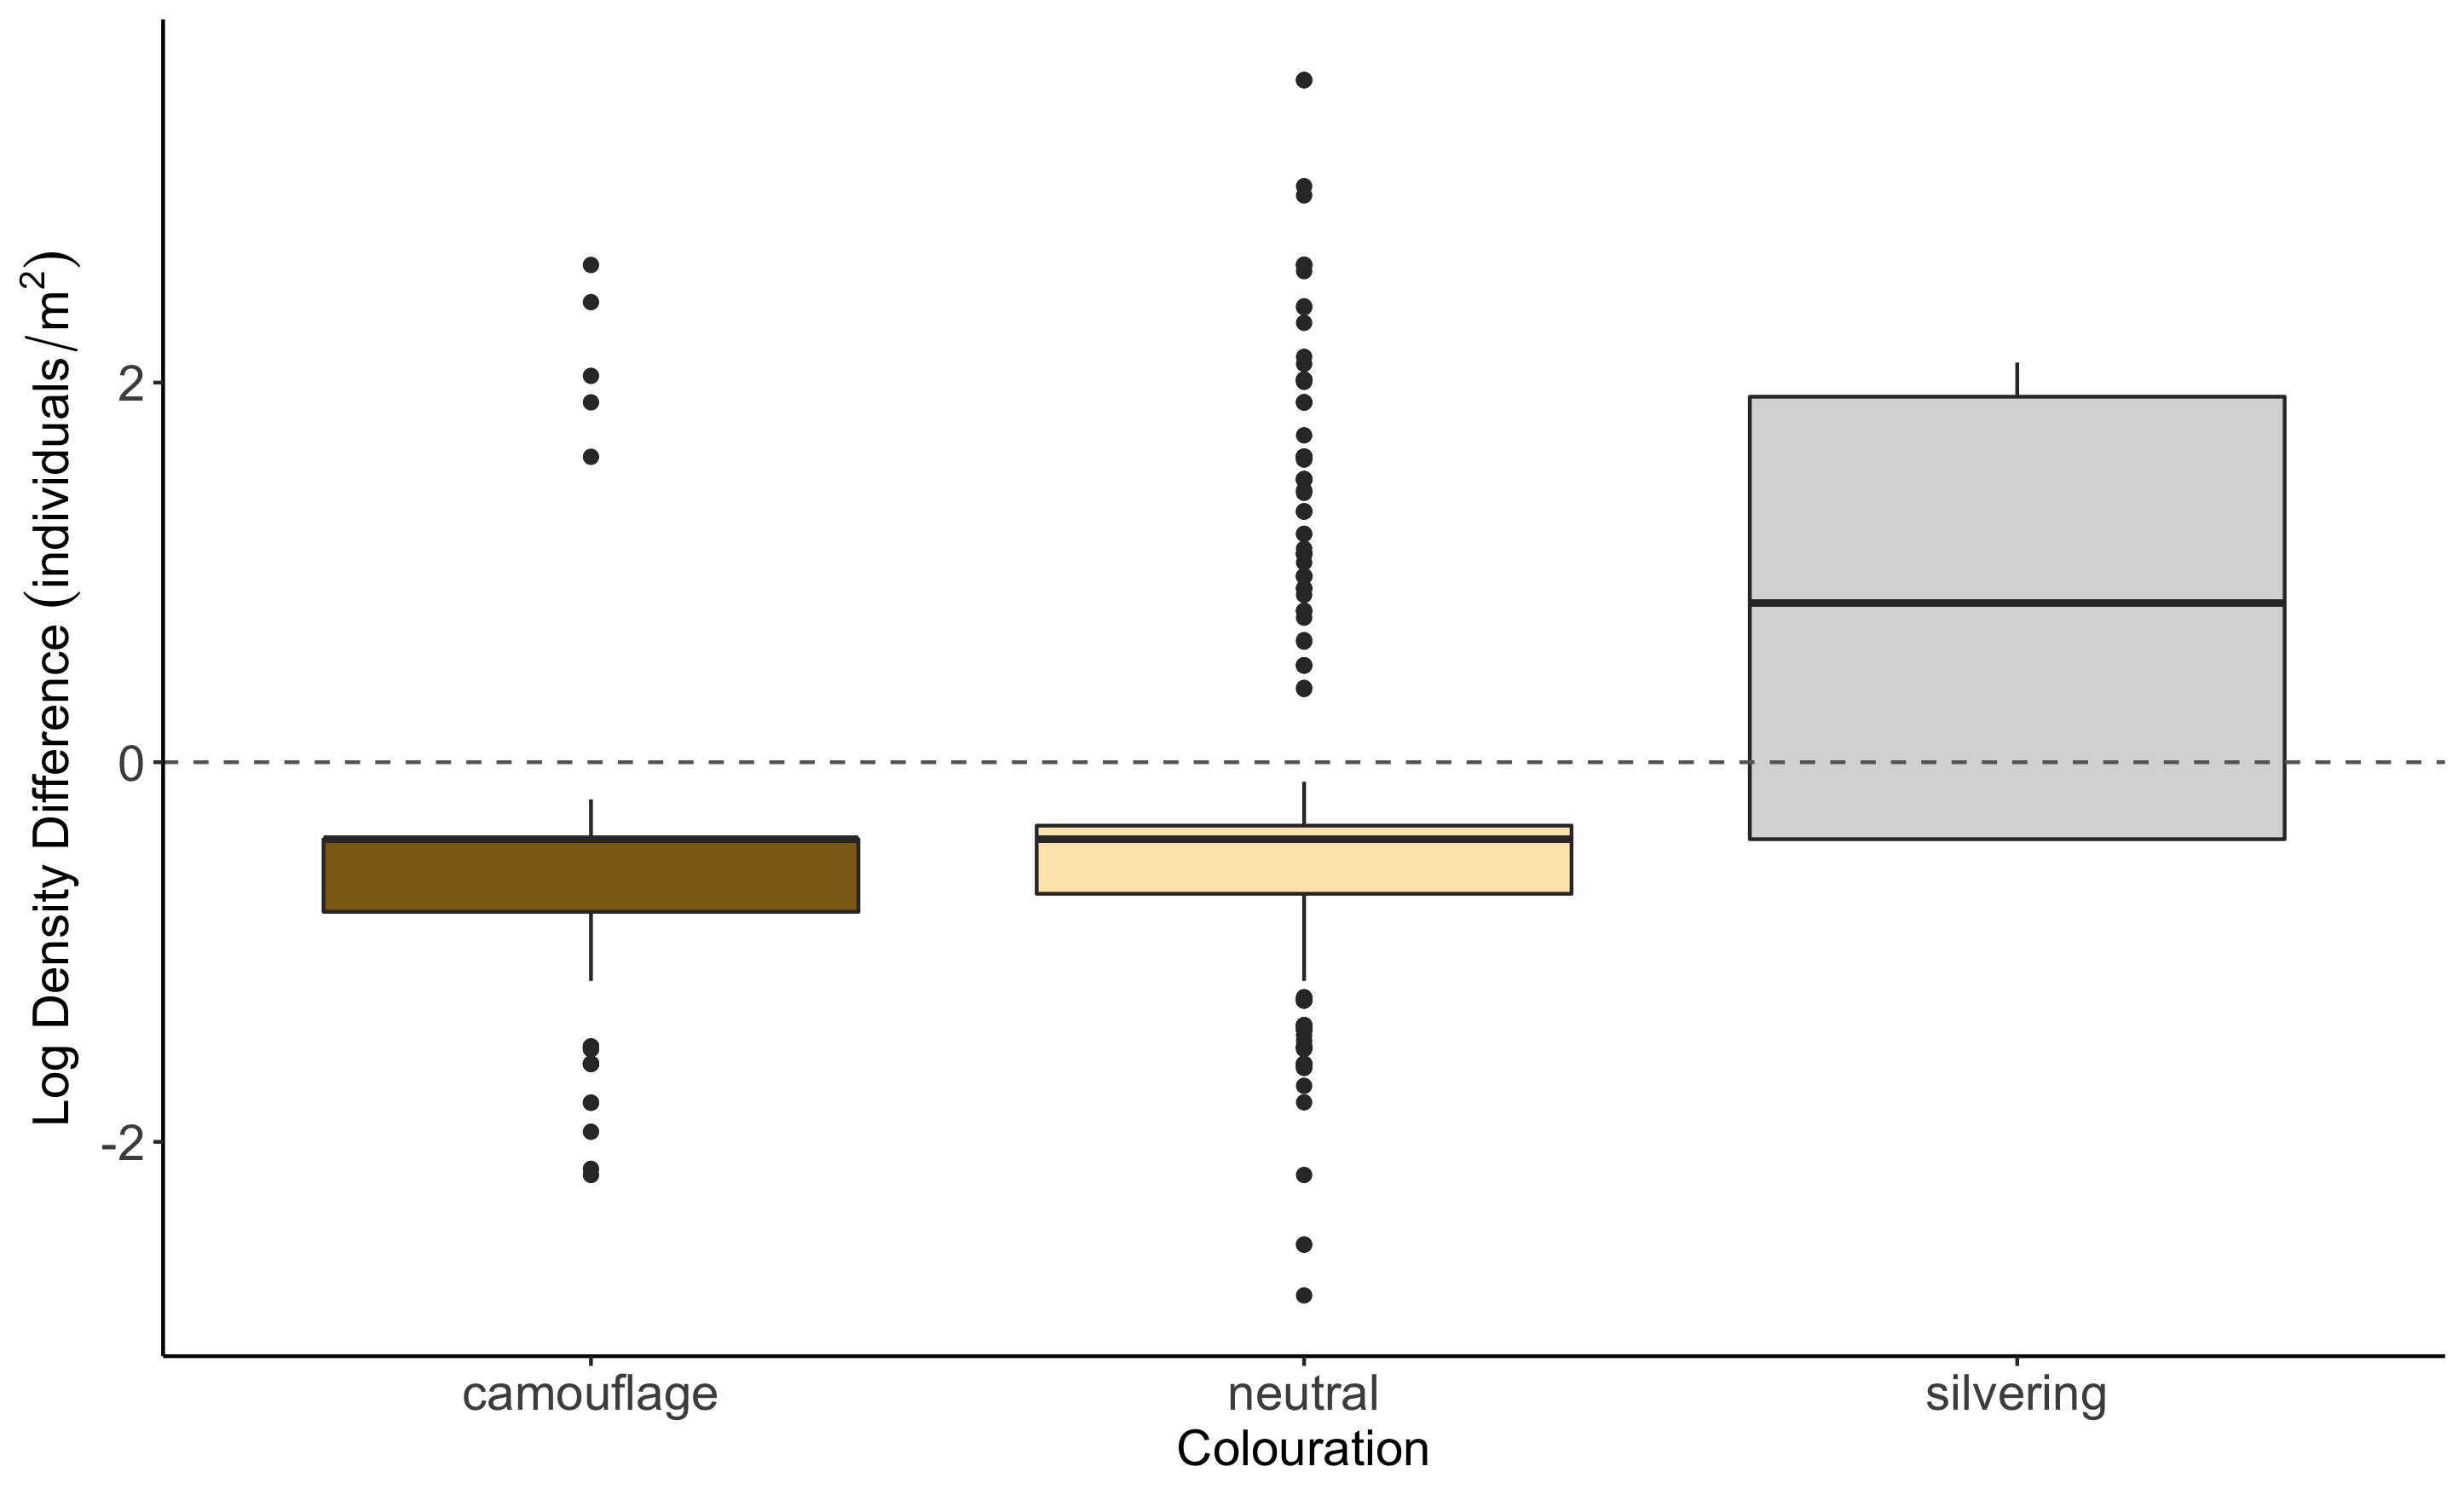 Log Density Difference (individuals/m²)
2
0
-2
camouflage neutral silvering
Colouration